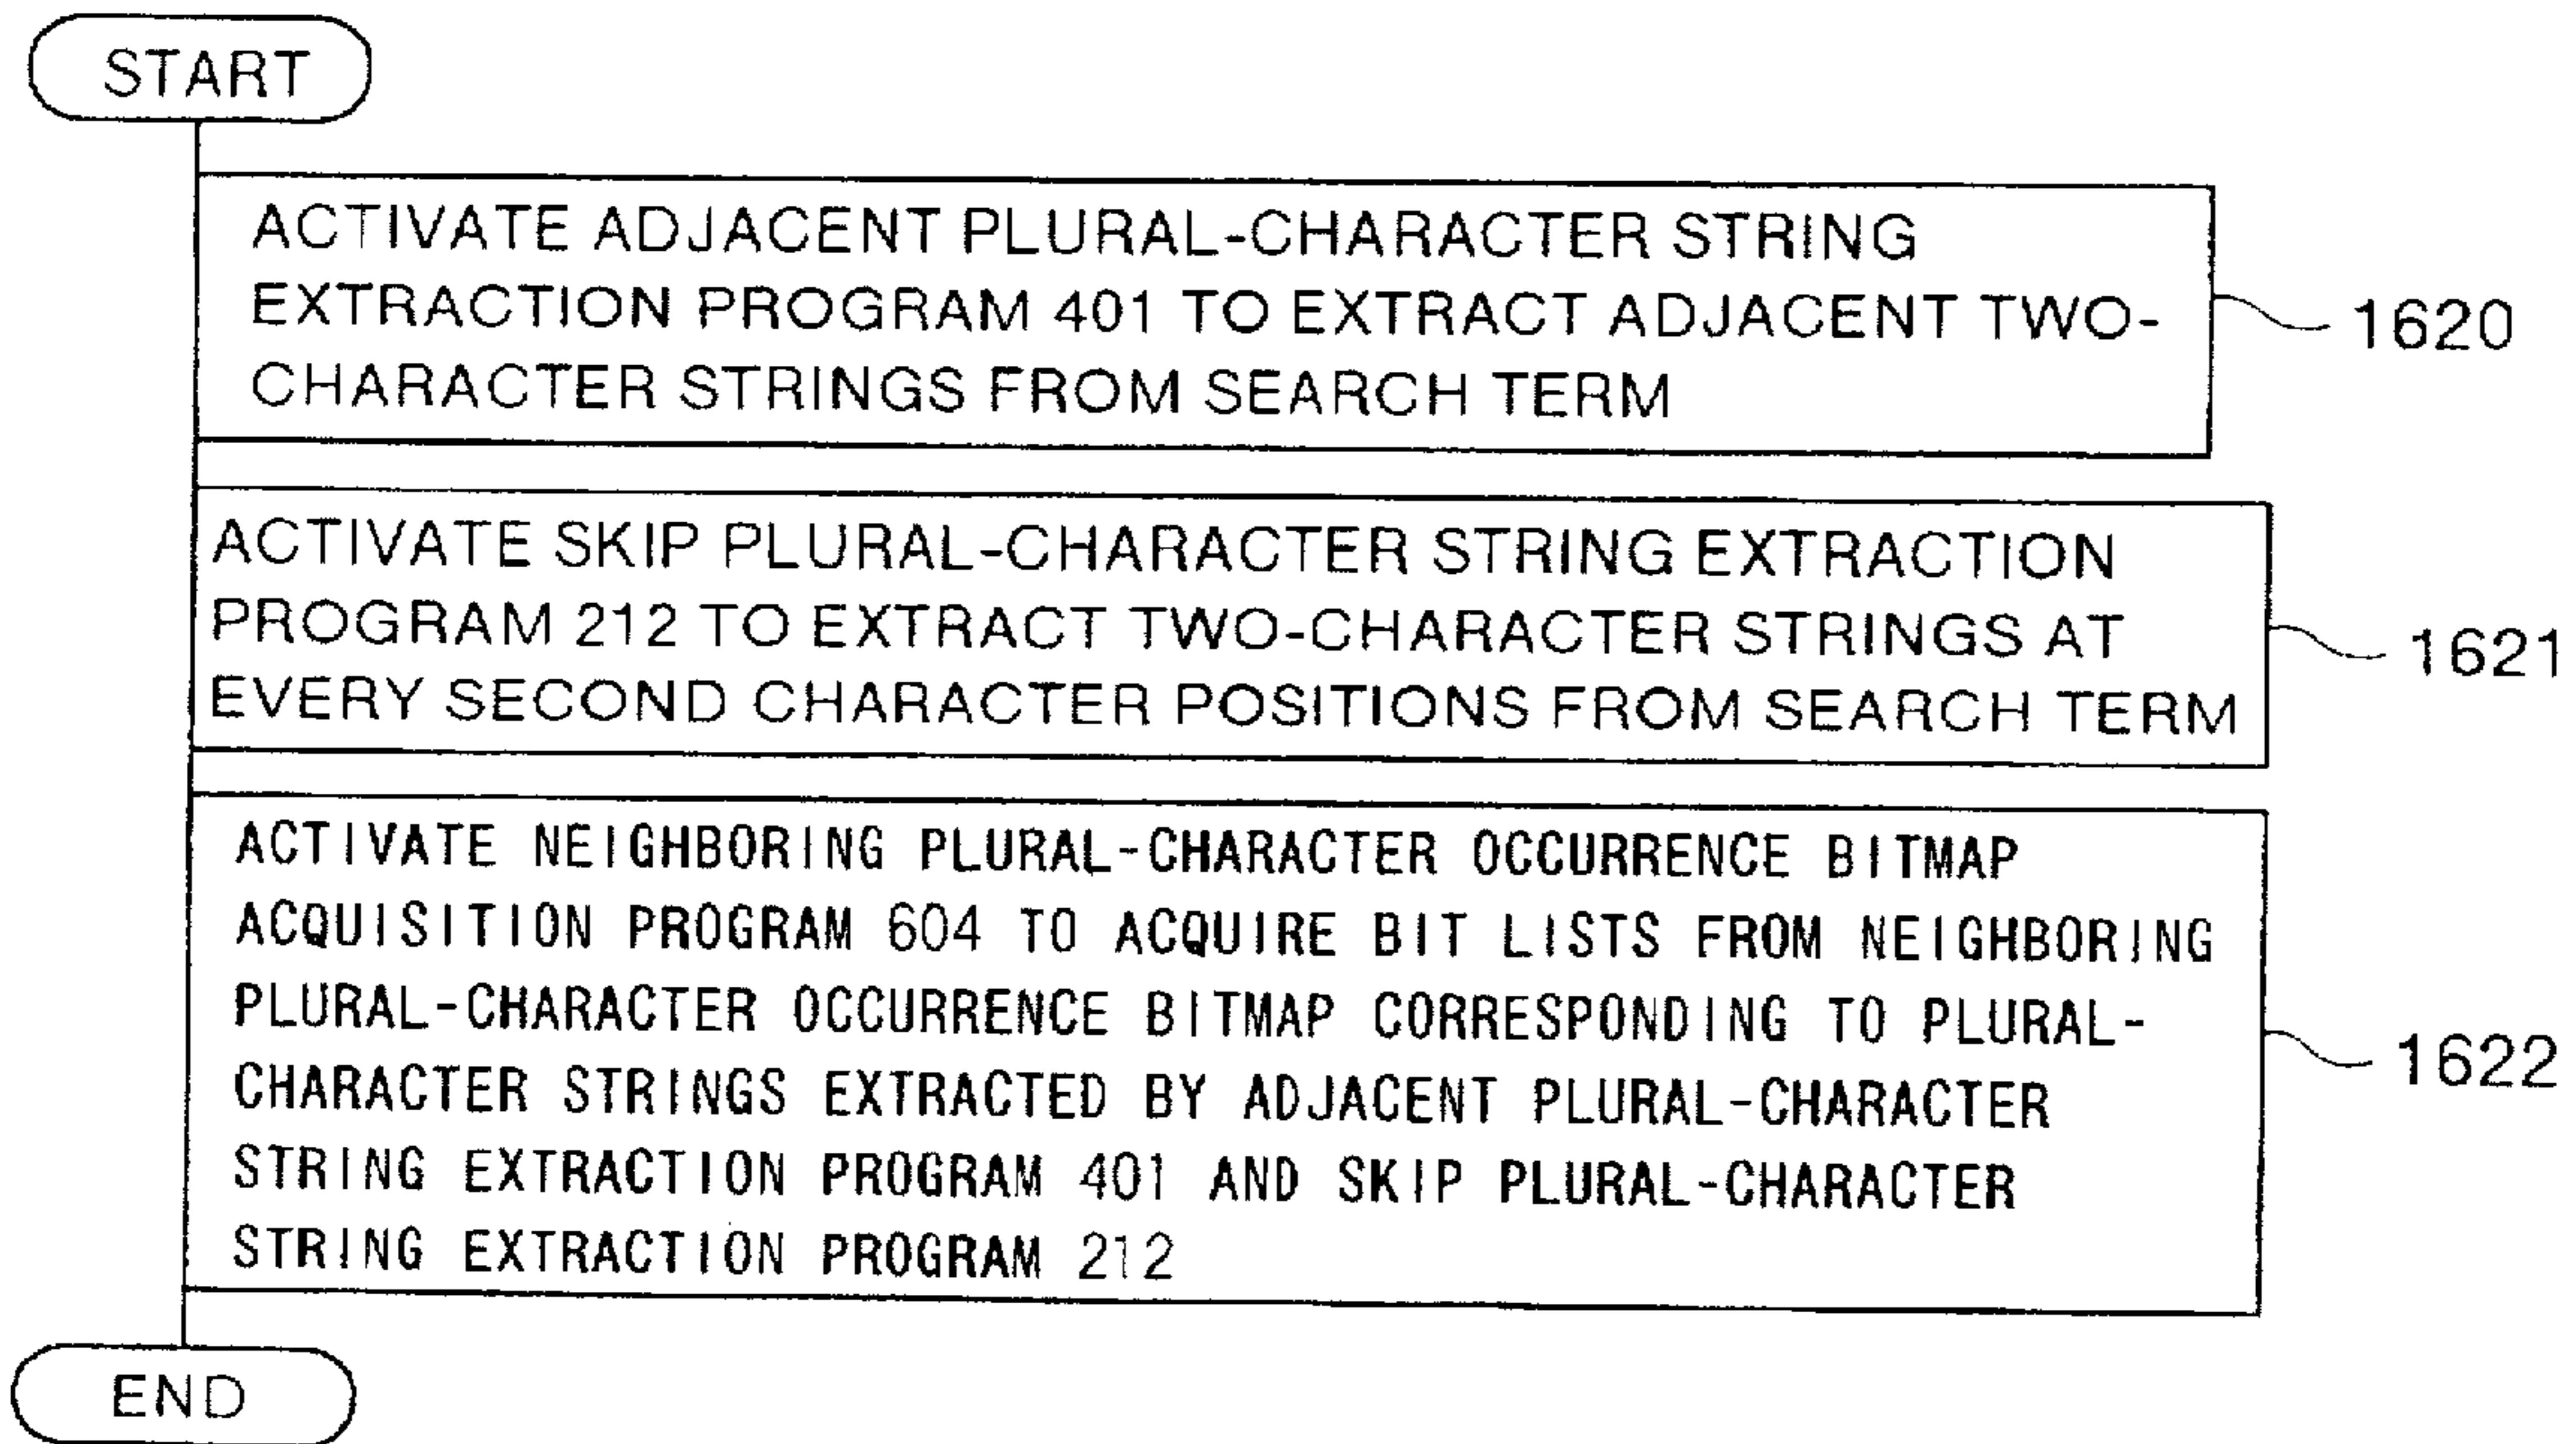 START
ACTIVATE ADJACENT PLURAL-CHARACTER STRING
EXTRACTION PROGRAM 401 TO EXTRACT ADJACENT TWO-
CHARACTER STRINGS FROM SEARCH TERM
1620
ACTIVATE SKIP PLURAL-CHARACTER STRING EXTRACTION
PROGRAM 212 TO EXTRACT TWO-CHARACTER STRINGS AT
EVERY SECOND CHARACTER POSITIONS FROM SEARCH TERM
1621
ACTIVATE NEIGHBORING PLURAL-CHARACTER OCCURRENCE BITMAP
ACQUISITION PROGRAM 604 TO ACQUIRE BIT LISTS FROM NEIGHBORING
PLURAL-CHARACTER OCCURRENCE BITMAP CORRESPONDING TO PLURAL-
CHARACTER STRINGS EXTRACTED BY ADJACENT PLURAL-CHARACTER
STRING EXTRACTION PROGRAM 401 AND SKIP PLURAL-CHARACTER
STRING EXTRACTION PROGRAM 212
1622
END